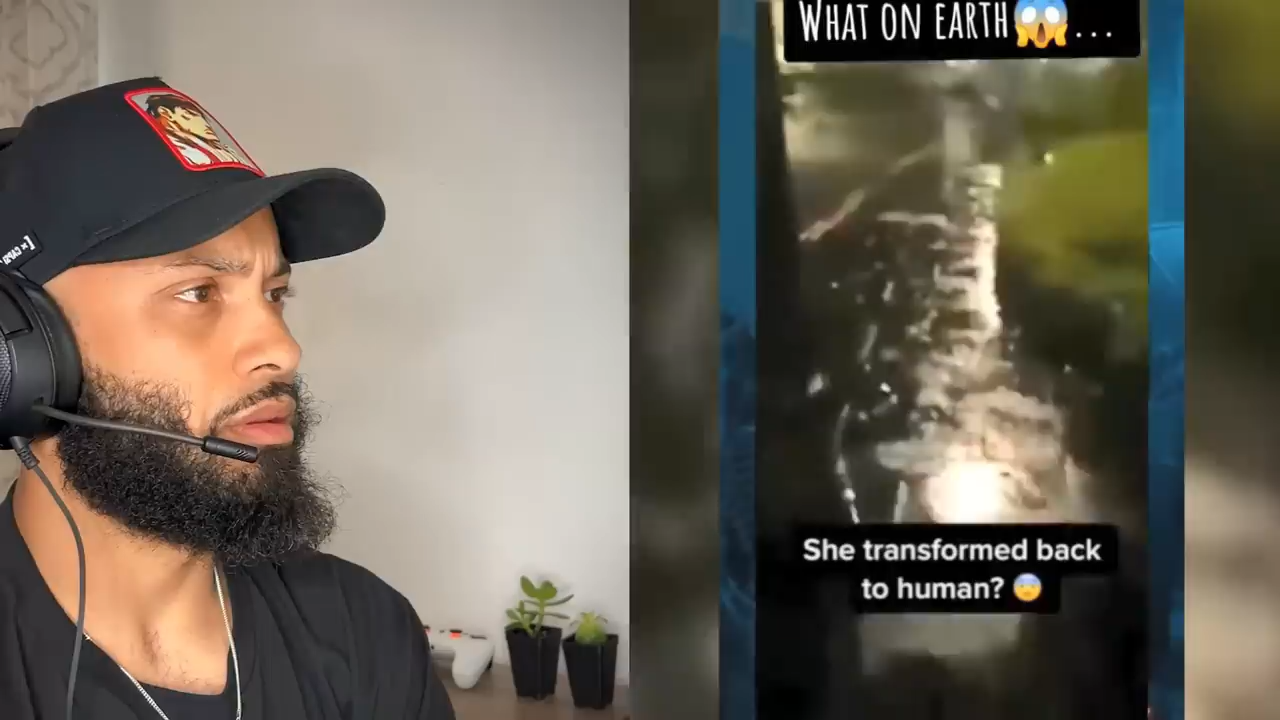 WHAT ON EARTH😱...
She transformed back
to human? 😨